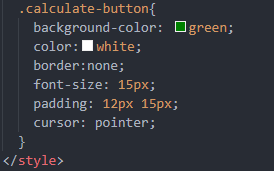 .calculate-button{
background-color: green;
color:white;
border:none;
font-size: 15px;
padding: 12px 15px;
cursor: pointer;
}
</style>